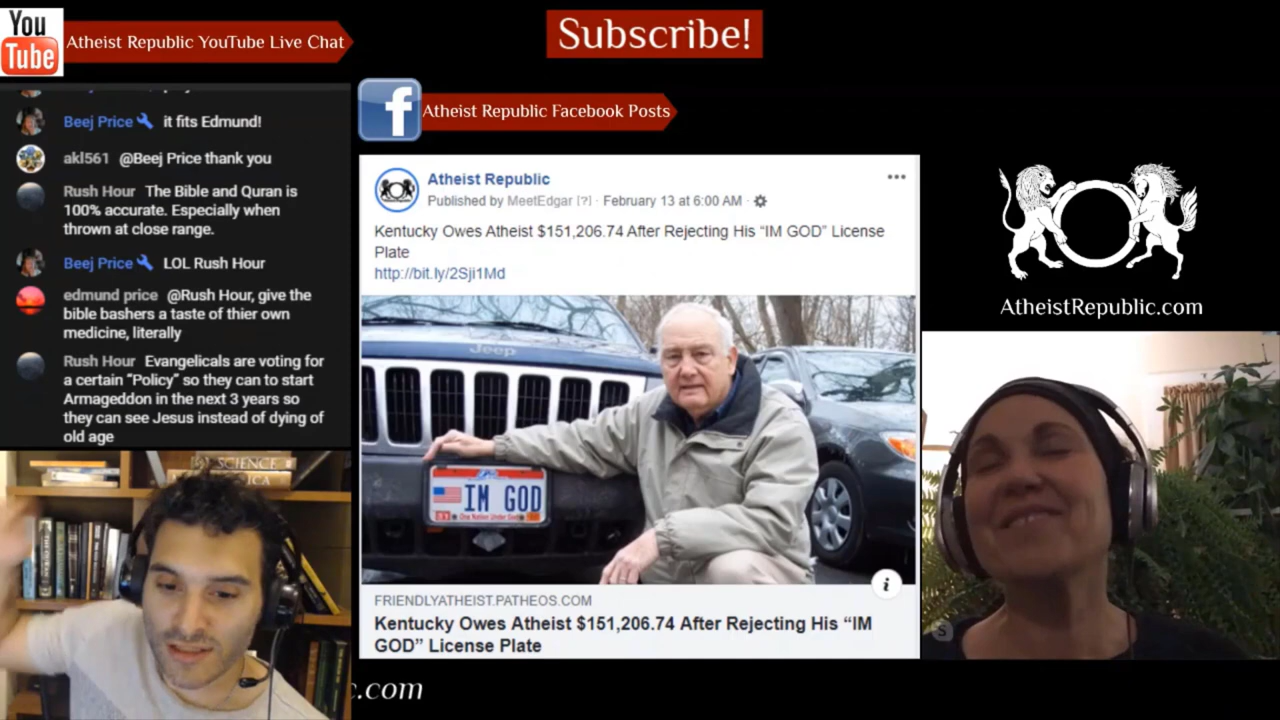 You
Tube
Atheist Republic YouTube Live Chat
Subscribe!
Beej Price it fits Edmund!
akl561 @Beej Price thank you
Rush Hour The Bible and Quran is
100% accurate. Especially when
thrown at close range.
Beej Price LOL Rush Hour
edmund price @Rush Hour, give the
bible bashers a taste of thier own
medicine, literally
Rush Hour Evangelicals are voting for
a certain “Policy” so they can to start
Armageddon in the next 3 years so
they can see Jesus instead of dying of
old age
f
Atheist Republic Facebook Posts
Atheist Republic
Published by MeetEdgar [?] · February 13 at 6:00 AM ·
Kentucky Owes Atheist $151,206.74 After Rejecting His “IM GOD” License
Plate
http://bit.ly/2Sji1Md
Jeep
IM GOD
One Nation Under God
i
FRIENDLYATHEIST.PATHEOS.COM
Kentucky Owes Atheist $151,206.74 After Rejecting His “IM
GOD” License Plate
AtheistRepublic.com
SCIENCE
S
c.com